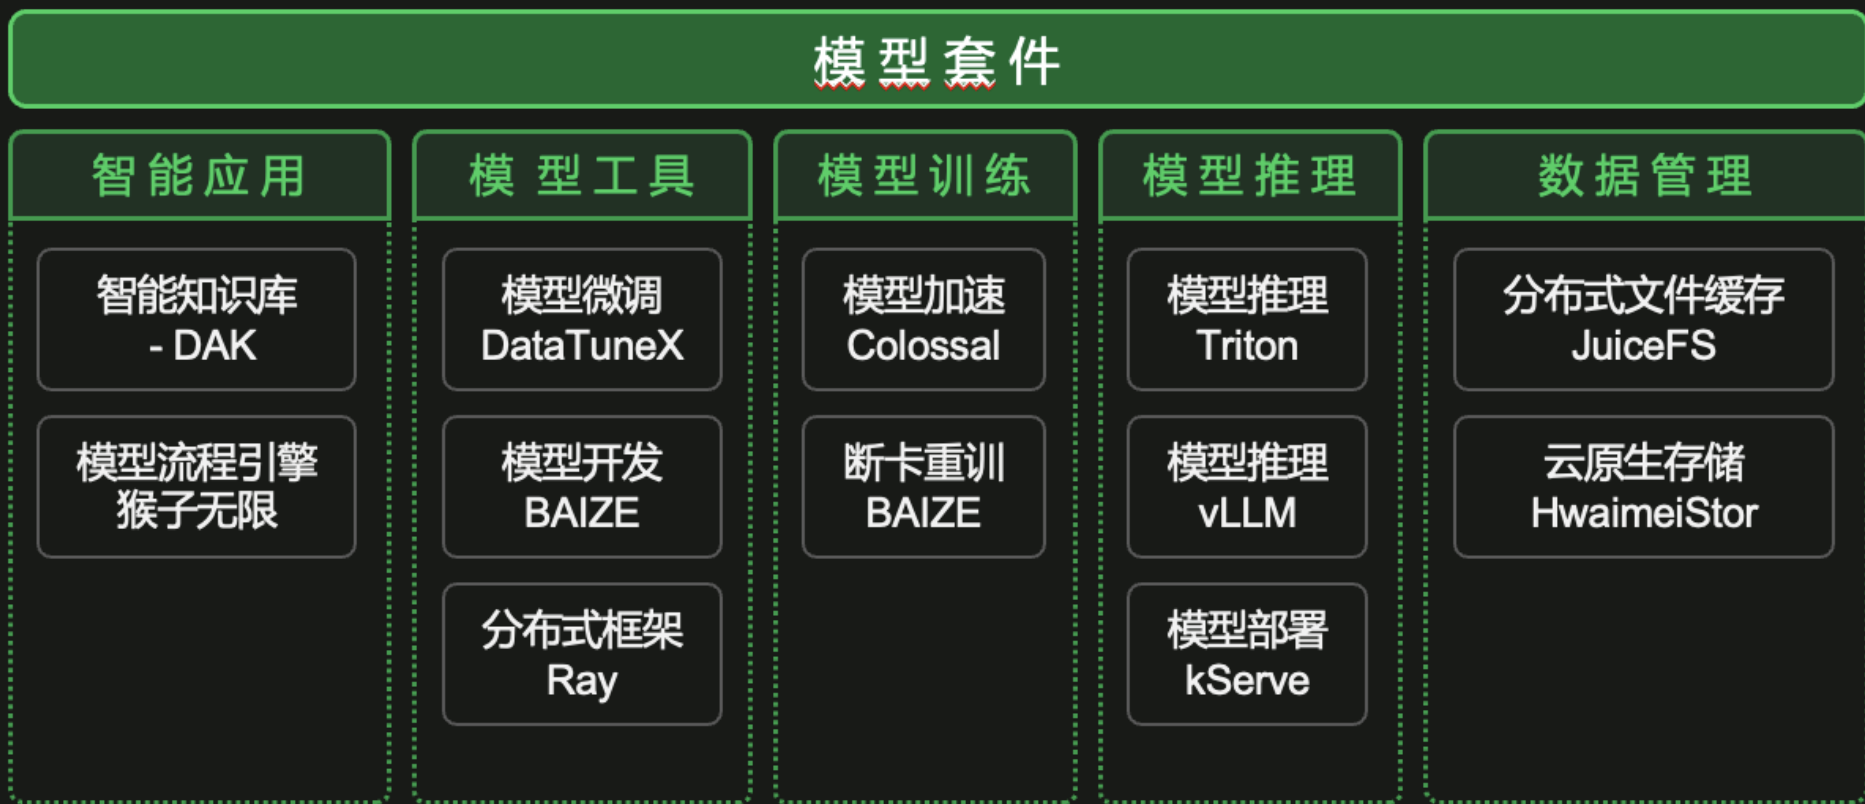 模型套件
智能应用
智能知识库
- DAK
模型流程引擎
猴子无限
模型工具
模型微调
DataTuneX
模型开发
BAIZE
分布式框架
Ray
模型训练
模型加速
Colossal
断卡重训
BAIZE
模型推理
模型推理
Triton
模型推理
vLLM
模型部署
kServe
数据管理
分布式文件缓存
JuiceFS
云原生存储
HwaimeiStor